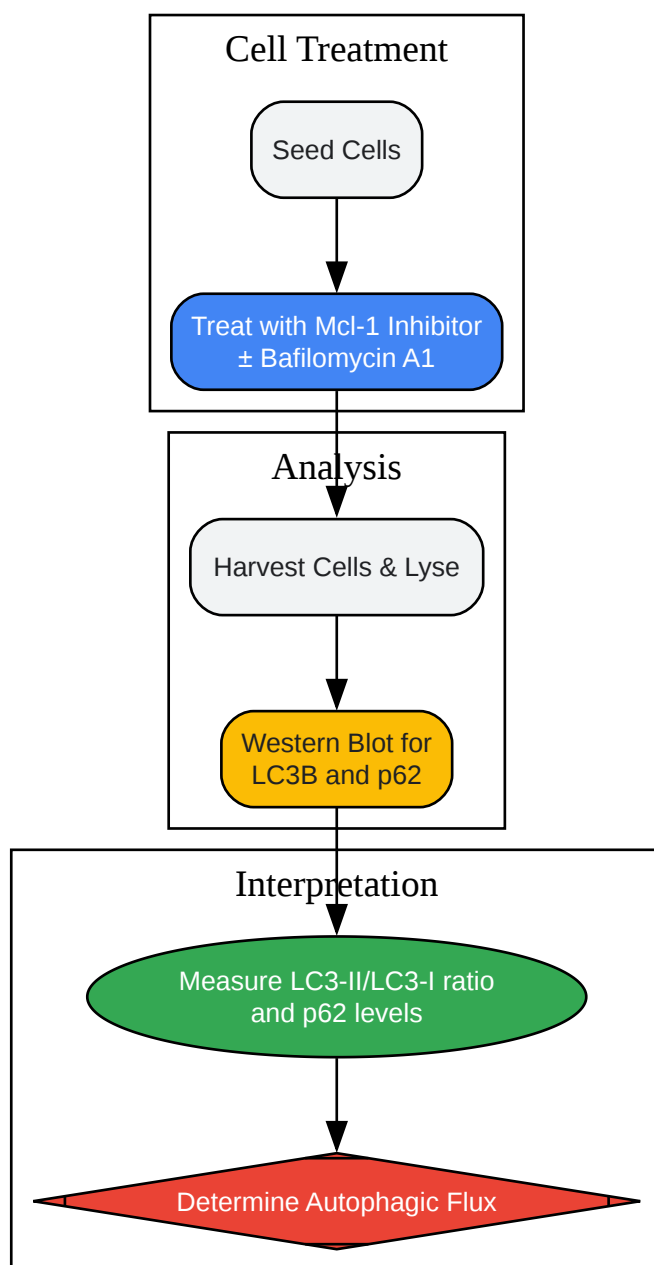 Cell Treatment
Seed Cells
Treat with Mcl-1 Inhibitor
± Bafilomycin A1
Analysis
Harvest Cells & Lyse
Western Blot for
LC3B and p62
Interpretation
Measure LC3-II/LC3-I ratio
and p62 levels
Determine Autophagic Flux